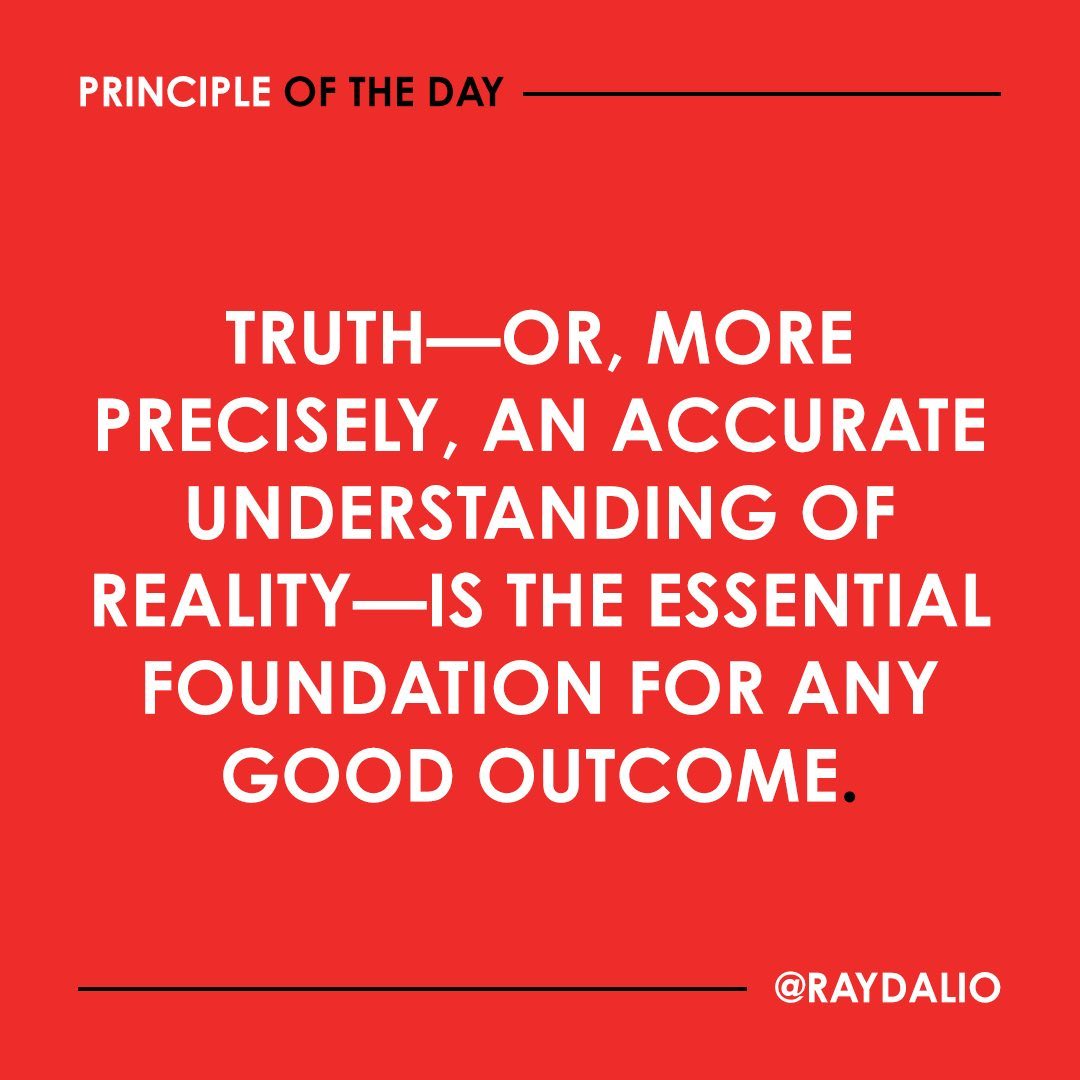 PRINCIPLE OF THE DAY
TRUTH—OR, MORE
PRECISELY, AN ACCURATE
UNDERSTANDING OF
REALITY—IS THE ESSENTIAL
FOUNDATION FOR ANY
GOOD OUTCOME.
@RAYDALIO